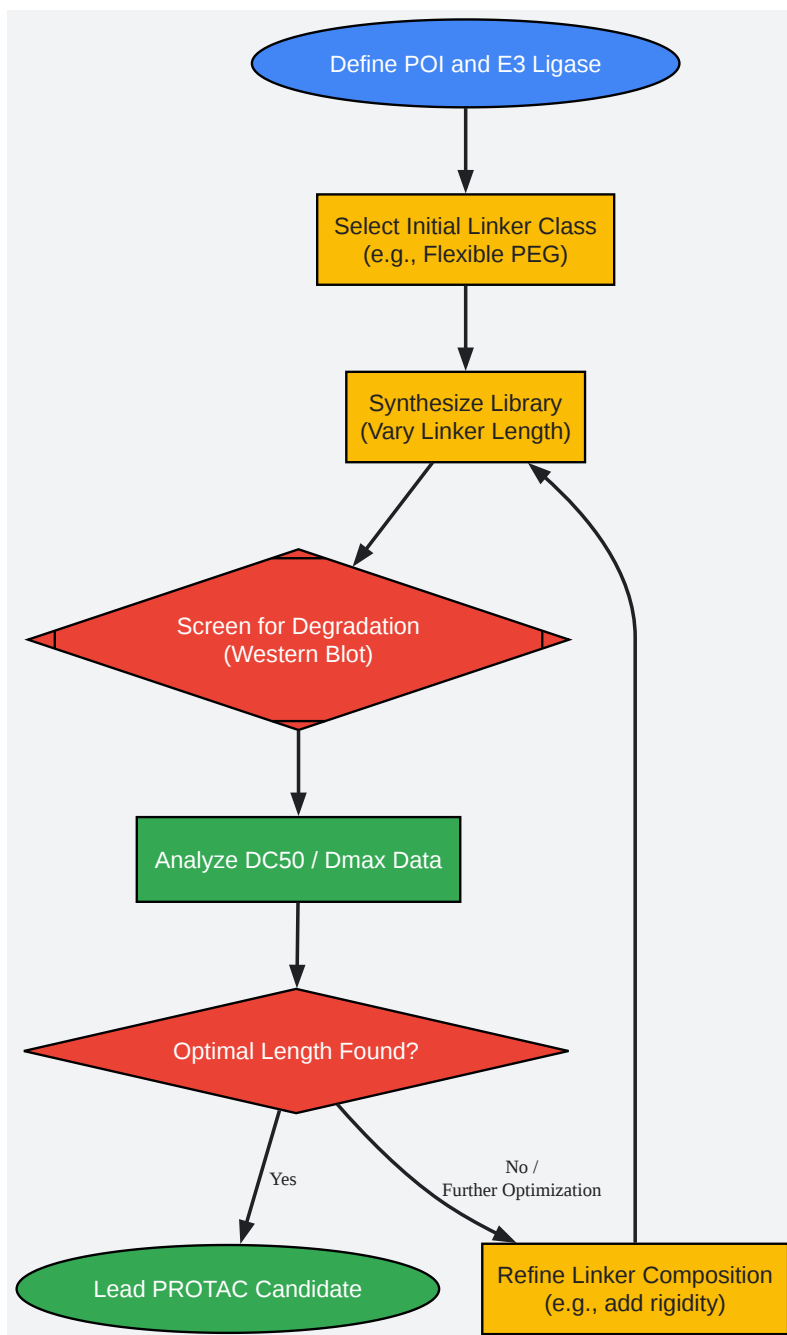 Define POI and E3 Ligase
Select Initial Linker Class
(e.g., Flexible PEG)
Synthesize Library
(Vary Linker Length)
Screen for Degradation
(Western Blot)
Analyze DC50 / Dmax Data
Optimal Length Found?
Yes
No /
Further Optimization
Lead PROTAC Candidate
Refine Linker Composition
(e.g., add rigidity)